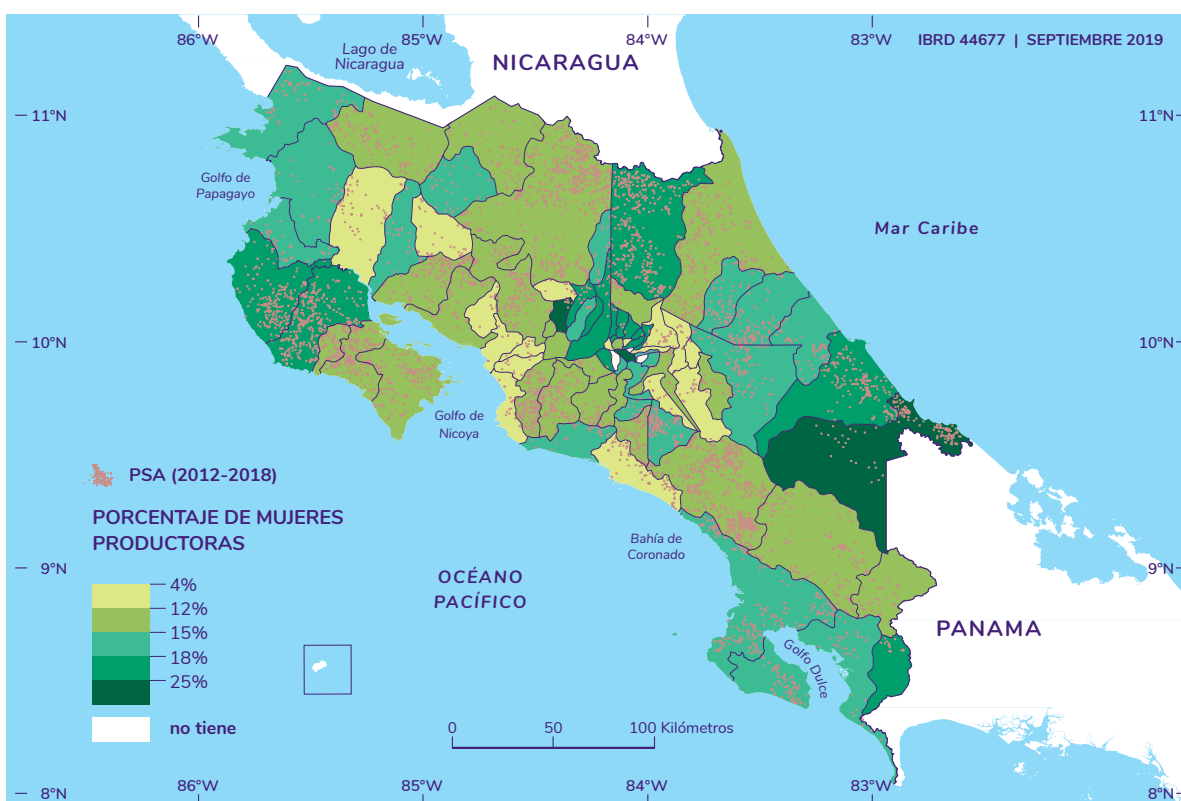 86°W
85°W
84°W
83°W
IBRD 44677 | SEPTIEMBRE 2019
Lago de
Nicaragua
NICARAGUA
11°N
11°N
Golfo de
Papagayo
Mar Caribe
10°N
10°N
Golfo de
Nicoya
PSA (2012-2018)
PORCENTAJE DE MUJERES
PRODUCTORAS
4%
12%
15%
18%
25%
no tiene
Bahía de
Coronado
OCÉANO
PACÍFICO
9°N
9°N
PANAMA
Golfo Dulce
0
50
100 Kilómetros
86°W
85°W
84°W
83°W
8°N
8°N